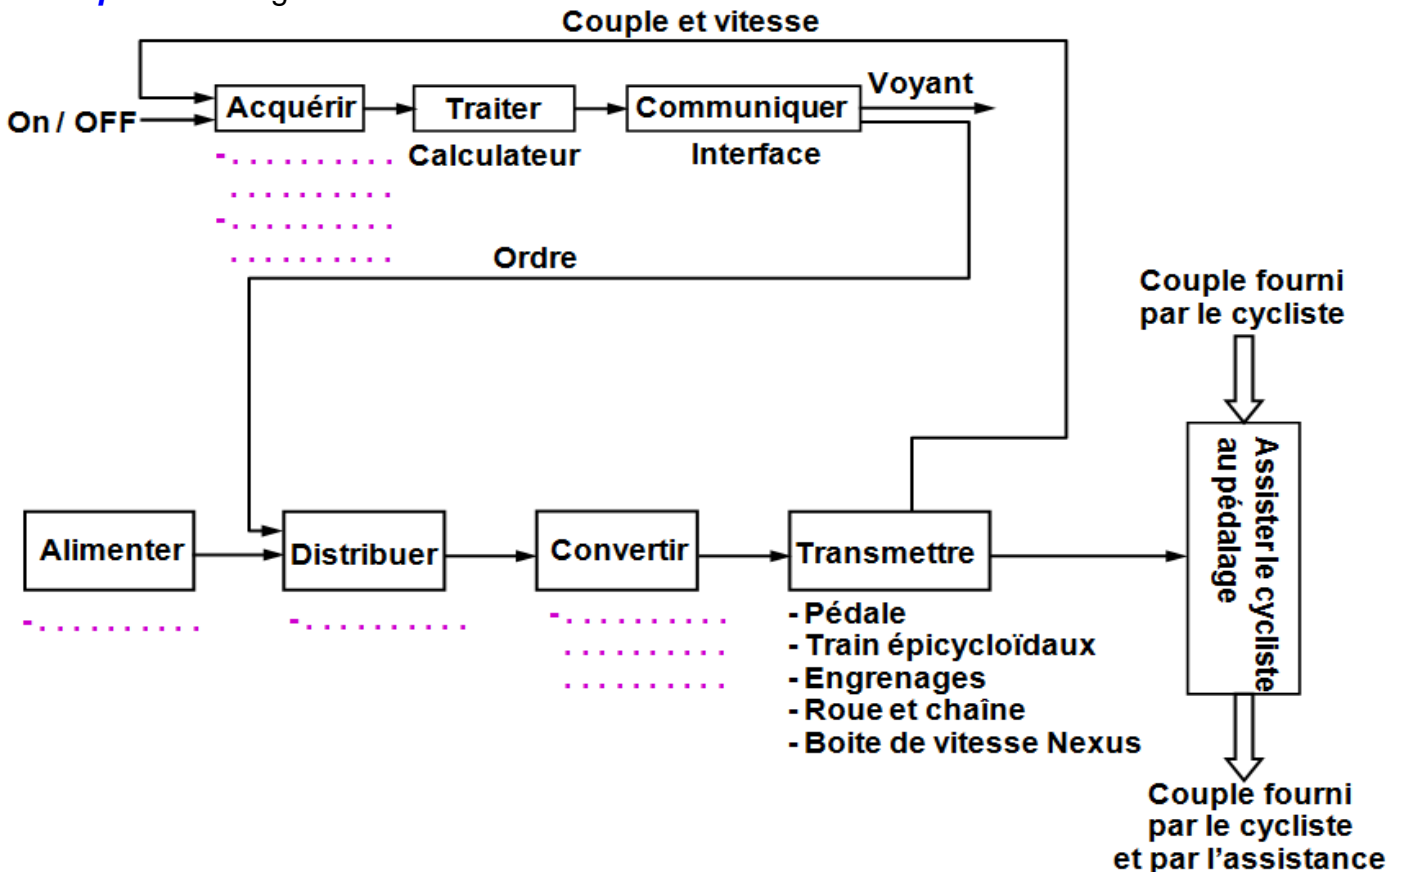 Couple et vitesse
Voyant
On / OFF
Acquérir
Traiter
Communiquer
- . . . . . . . . . .
. . . . . . . . . .
- . . . . . . . . . .
. . . . . . . . . .
Calculateur
Interface
Ordre
Couple fourni
par le cycliste
Assister le cycliste
au pédalage
Alimenter
Distribuer
Convertir
Transmettre
- . . . . . . . . . .
- . . . . . . . . . .
- . . . . . . . . . .
. . . . . . . . . .
. . . . . . . . . .
- Pédale
- Train épicycloïdaux
- Engrenages
- Roue et chaîne
- Boite de vitesse Nexus
Couple fourni
par le cycliste
et par l'assistance